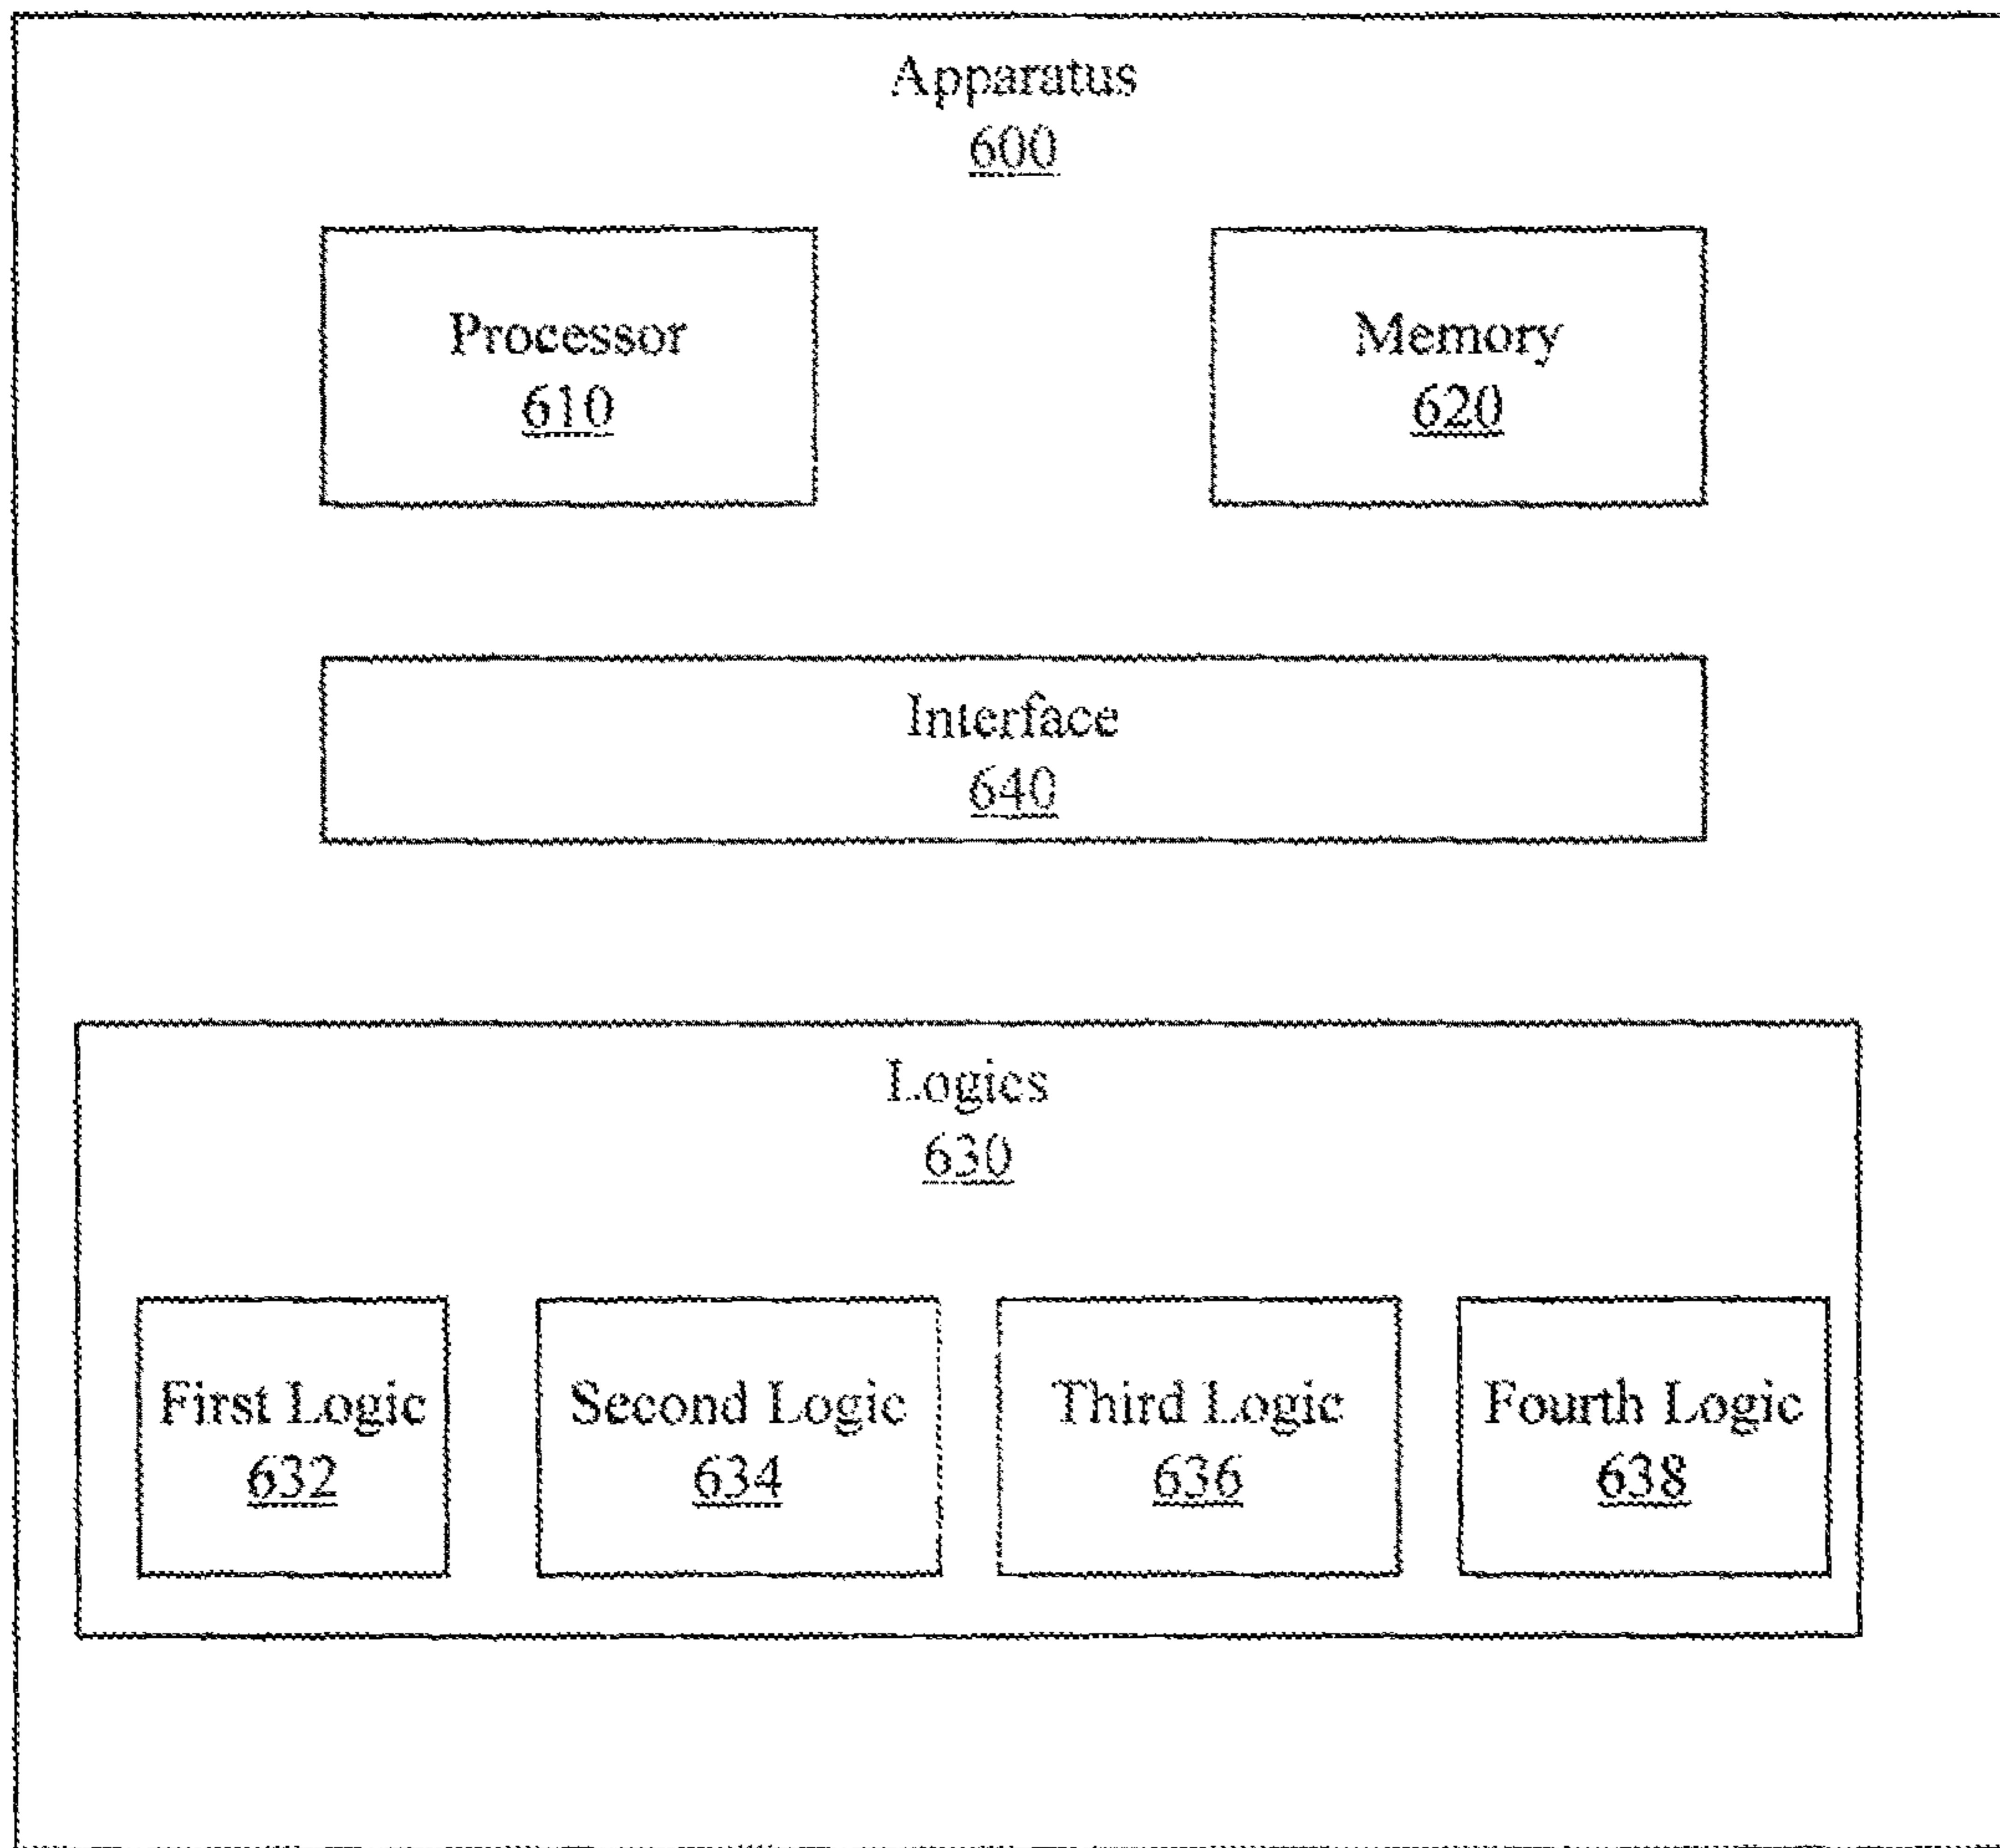 Apparatus
600
Processor
610
Memory
620
Interface
640
Logics
630
First Logic
632
Second Logic
634
Third Logic
636
Fourth Logic
638